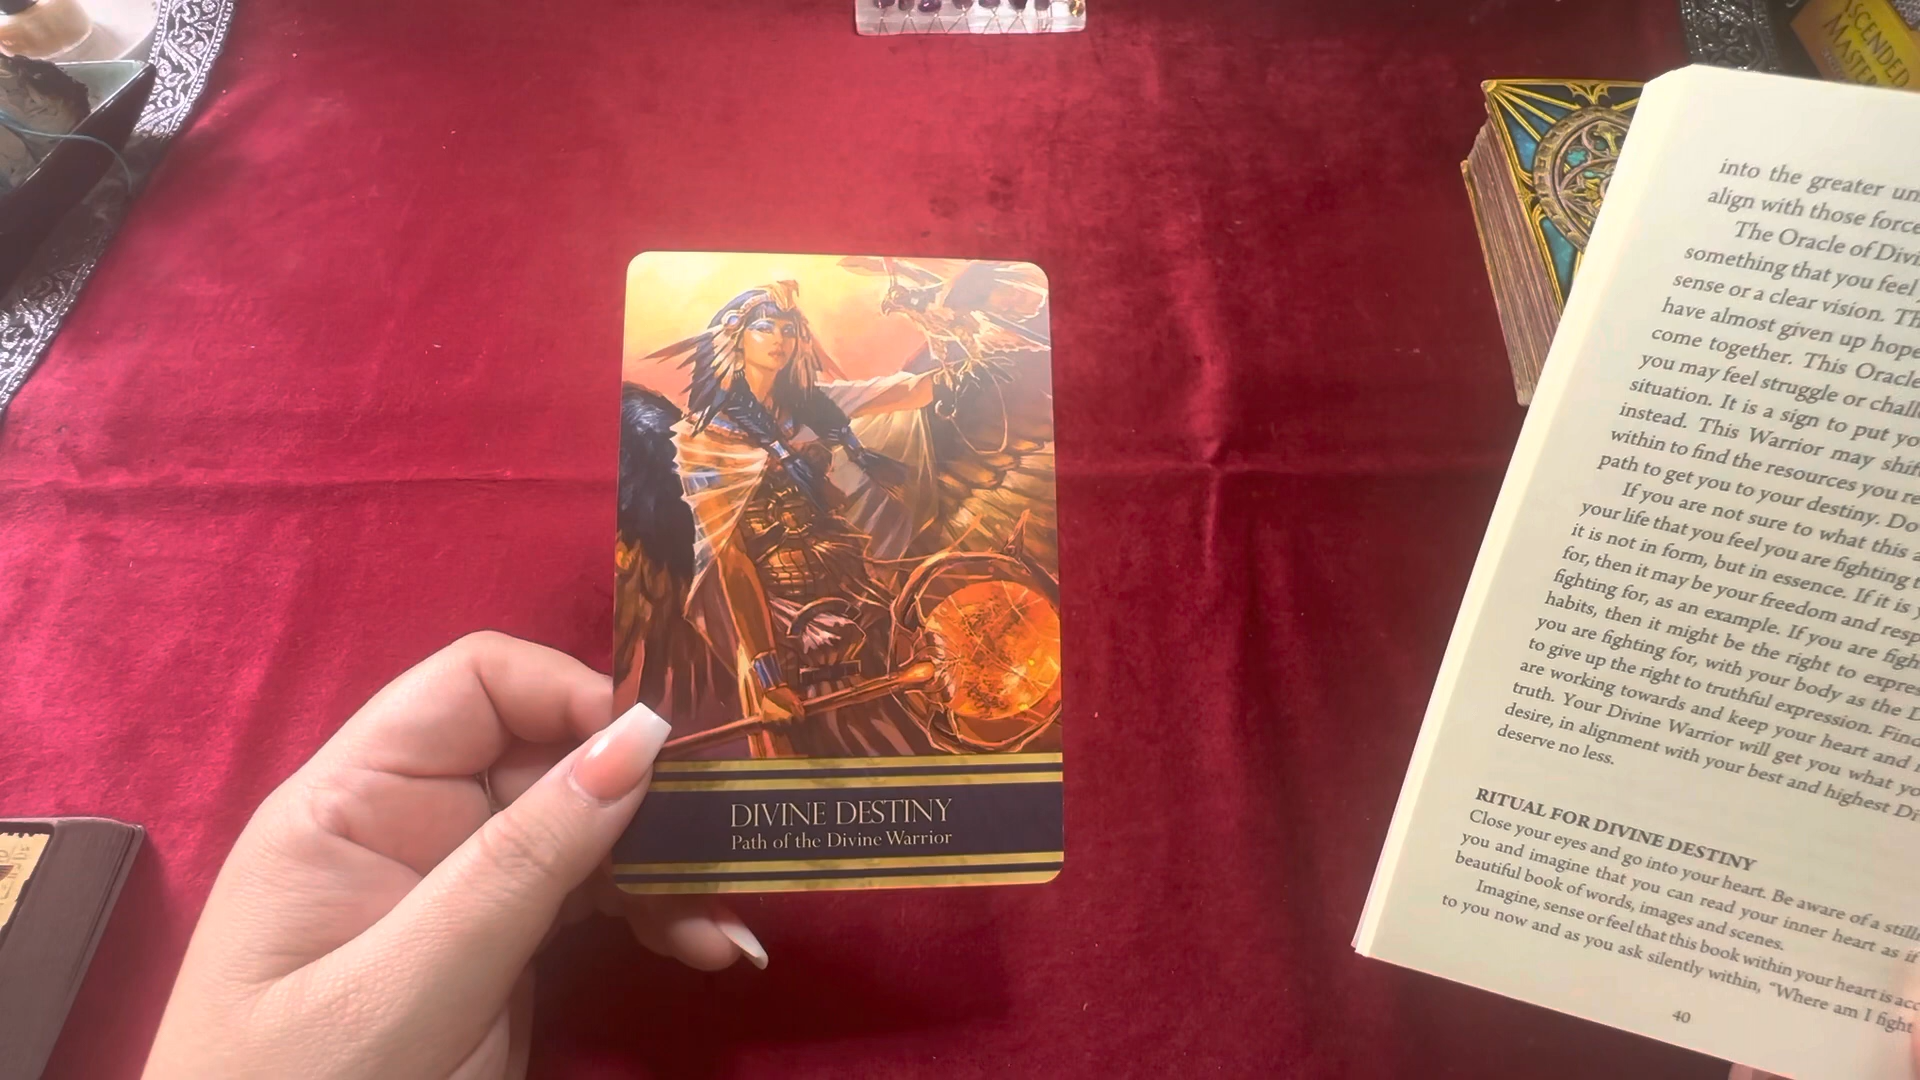 ASCENDED
MASTER
DIVINE DESTINY
Path of the Divine Warrior
into the greater
align with those
The Oracle of
something that you feel
sense or a clear vision.
have almost given up hope
come together. This Oracle
you may feel struggle or
situation. It is a sign to put
instead. This Warrior may
within to find the resources you
path to get you to your destiny. Do
If you are not sure to what this
your life that you feel you are fighting
it is not in form, but in essence. If it is
for, then it may be your freedom and
fighting for, as an example. If you are
habits, then it might be the right to
you are fighting for, with your body as the
to give up the right to truthful expression.
are working towards and keep your heart and
truth. Your Divine Warrior will get you what
desire, in alignment with your best and highest
deserve no less.
RITUAL FOR DIVINE DESTINY
Close your eyes and go into your heart. Be aware of a
you and imagine that you can read your inner heart as if
beautiful book of words, images and scenes.
Imagine, sense or feel that this book within your heart is
to you now and as you ask silently within, "Where am I
40